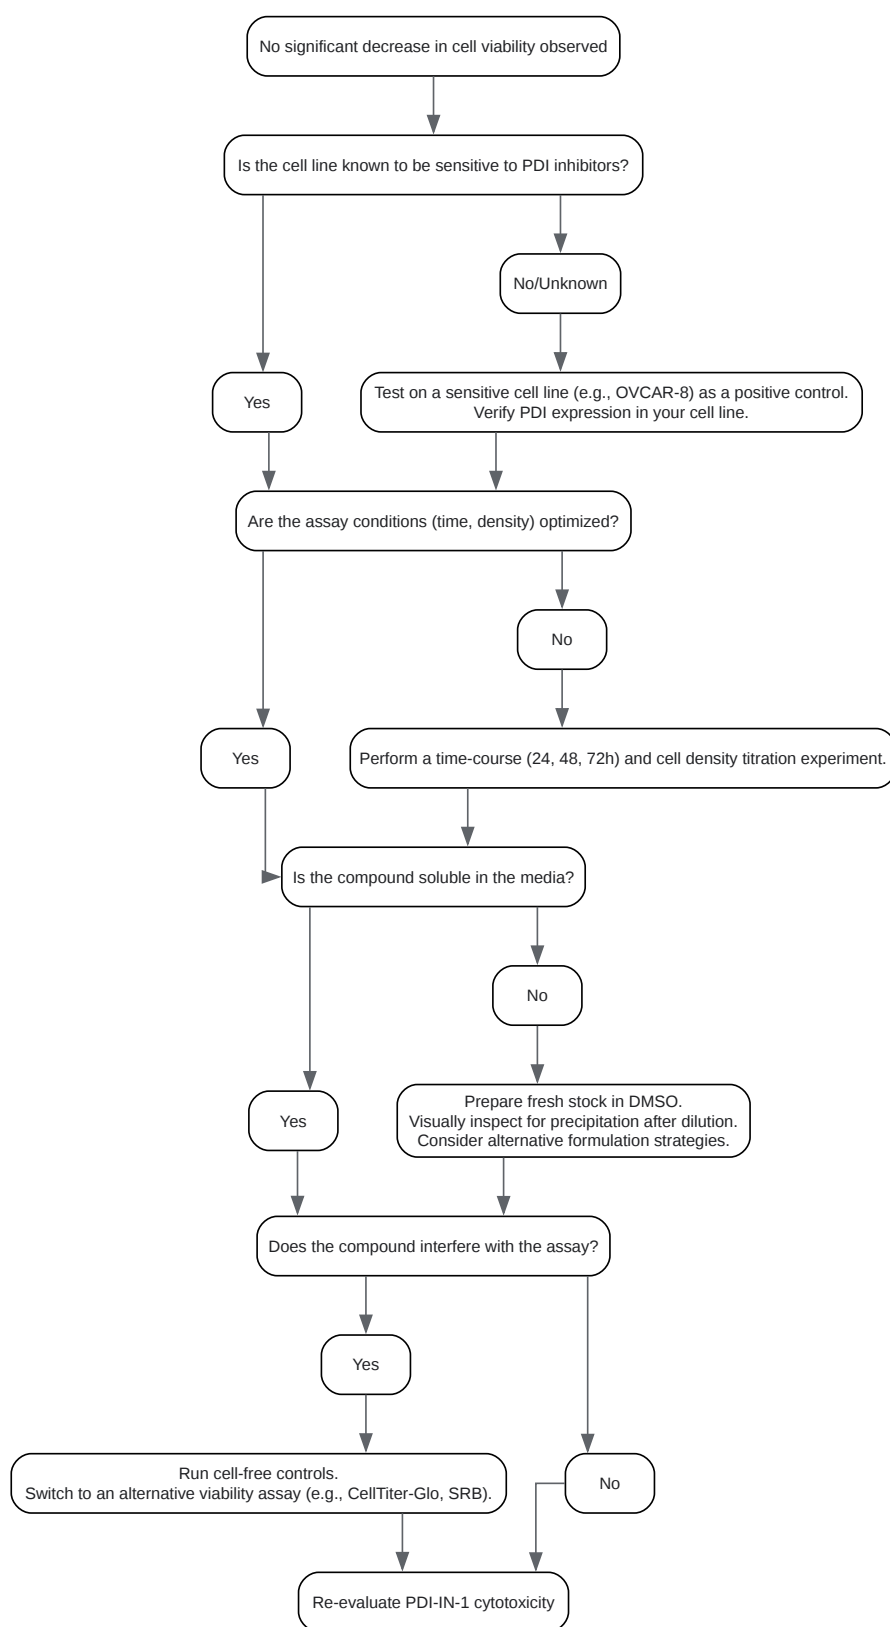 No significant decrease in cell viability observed
Is the cell line known to be sensitive to PDI inhibitors?
No/Unknown
Yes
Test on a sensitive cell line (e.g., OVCAR-8) as a positive control.
Verify PDI expression in your cell line.
Are the assay conditions (time, density) optimized?
No
Yes
Perform a time-course (24, 48, 72h) and cell density titration experiment.
Is the compound soluble in the media?
No
Yes
Prepare fresh stock in DMSO.
Visually inspect for precipitation after dilution.
Consider alternative formulation strategies.
Does the compound interfere with the assay?
Yes
Run cell-free controls.
Switch to an alternative viability assay (e.g., CellTiter-Glo, SRB).
No
Re-evaluate PDI-IN-1 cytotoxicity